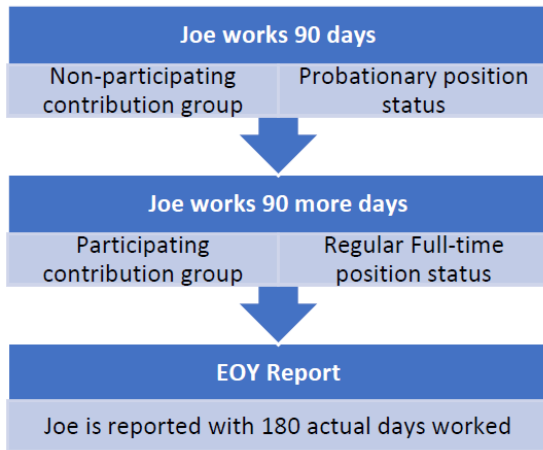 Joe works 90 days
Non-participating
contribution group
Probationary position
status
Joe works 90 more days
Participating
contribution group
Regular Full-time
position status
EOY Report
Joe is reported with 180 actual days worked